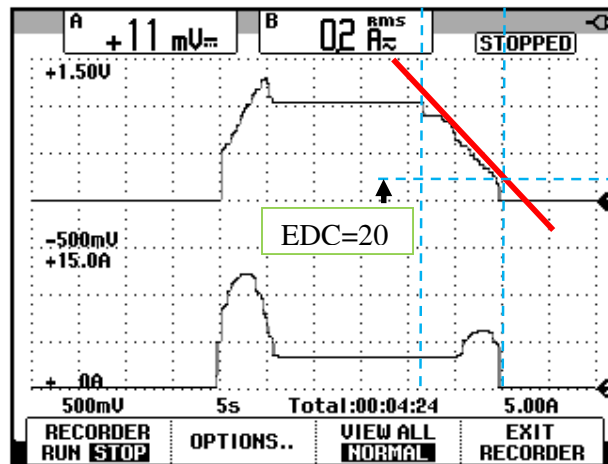 A +11 mV⎓ B 0.2 rms A≂ STOPPED
+1.50V
EDC=20
-500mV
+15.0A
+ 0A
500mV 5s Total:00:04:24 5.00A
RECORDER RUN STOP
OPTIONS..
VIEW ALL NORMAL
EXIT RECORDER